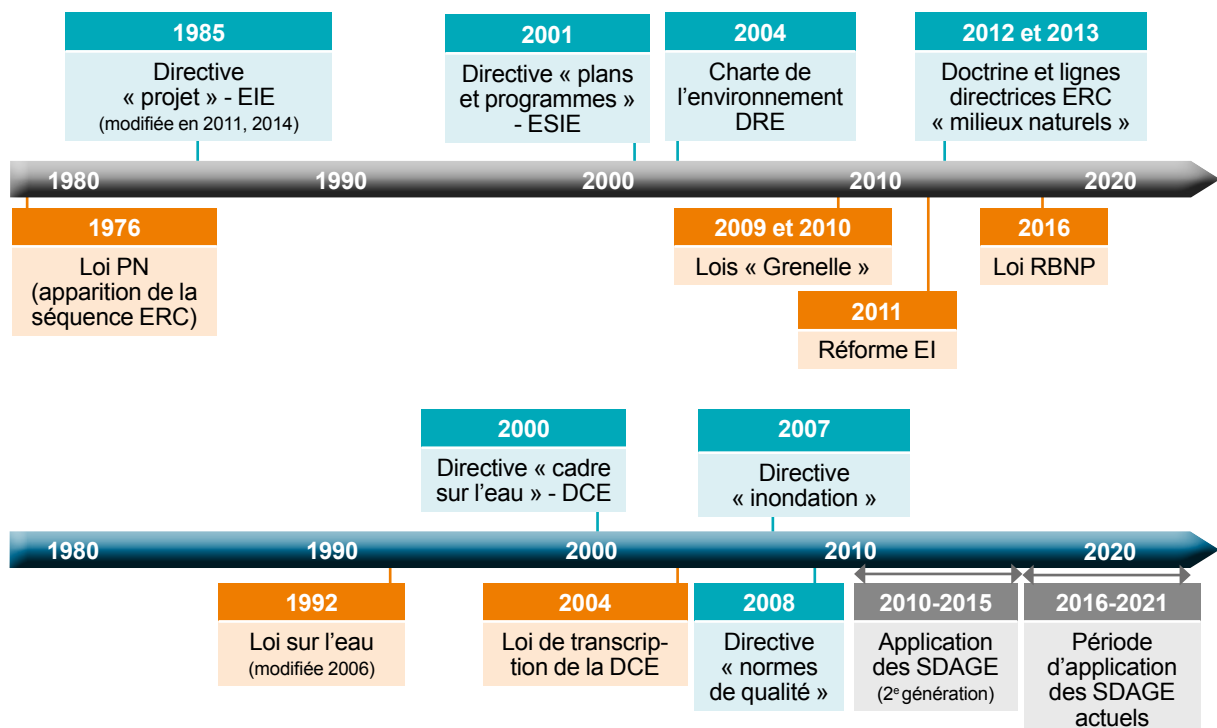 1985
Directive
« projet » - EIE
(modifiée en 2011, 2014)
2001
Directive « plans
et programmes »
- ESIE
2004
Charte de
l’environnement
DRE
2012 et 2013
Doctrine et lignes
directrices ERC
« milieux naturels »
1980 1990 2000 2010 2020
1976
Loi PN
(apparition de la
séquence ERC)
2009 et 2010
Lois « Grenelle »
2011
Réforme EI
2016
Loi RBNP
2000
Directive « cadre
sur l’eau » - DCE
2007
Directive
« inondation »
1980 1990 2000 2010 2020
1992
Loi sur l’eau
(modifiée 2006)
2004
Loi de transcrip-
tion de la DCE
2008
Directive
« normes
de qualité »
2010-2015
Application
des SDAGE
(2e génération)
2016-2021
Période
d’application
des SDAGE
actuels